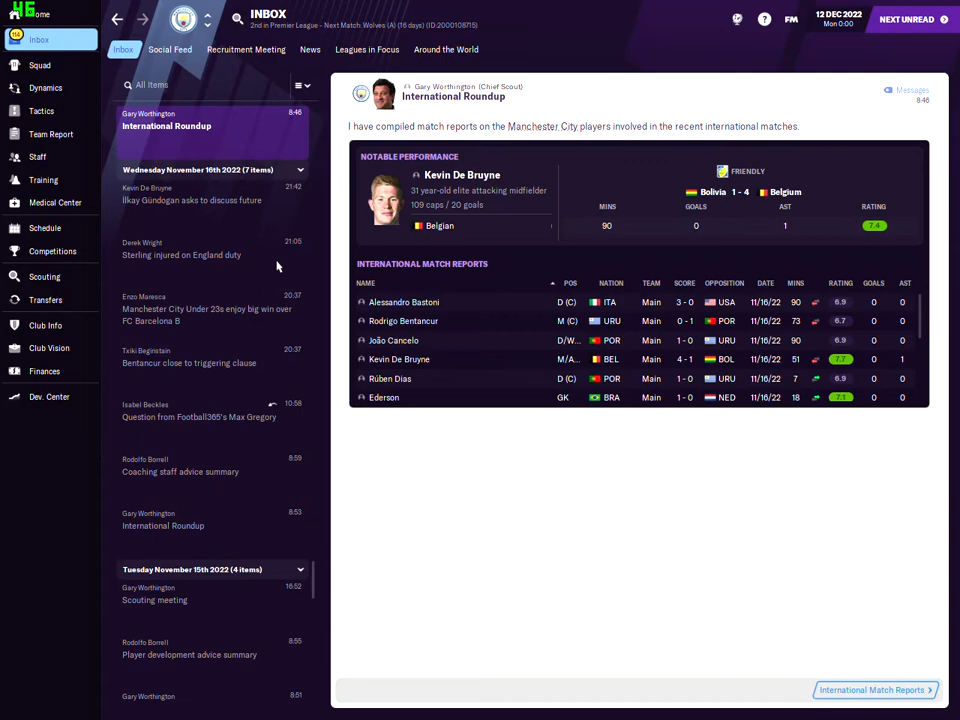 46
Home
114
Inbox
Squad
Dynamics
Tactics
Team Report
Staff
Training
Medical Center
Schedule
Competitions
Scouting
Transfers
Club Info
Club Vision
Finances
Dev. Center
INBOX
2nd in Premier League - Next Match: Wolves (A) (16 days) (ID:2000108715)
FM
12 DEC 2022
Mon 0:00
NEXT UNREAD
Inbox
Social Feed
Recruitment Meeting
News
Leagues in Focus
Around the World
All Items
Gary Worthington 8:46
International Roundup
Wednesday November 16th 2022 (7 items)
Kevin De Bruyne 21:42
İlkay Gündogan asks to discuss future
Derek Wright 21:05
Sterling injured on England duty
Enzo Maresca 20:37
Manchester City Under 23s enjoy big win over
FC Barcelona B
Txiki Begiristain 20:37
Bentancur close to triggering clause
Isabel Beckles 10:58
Question from Football365's Max Gregory
Rodolfo Borrell 8:59
Coaching staff advice summary
Gary Worthington 8:53
International Roundup
Tuesday November 15th 2022 (4 items)
Gary Worthington 16:52
Scouting meeting
Rodolfo Borrell 8:55
Player development advice summary
Gary Worthington 8:51
Gary Worthington (Chief Scout)
International Roundup
Messages
8:46
I have compiled match reports on the Manchester City players involved in the recent international matches.
NOTABLE PERFORMANCE
Kevin De Bruyne
31 year-old elite attacking midfielder
109 caps / 20 goals
Belgian
FRIENDLY
Bolivia 1 - 4 Belgium
MINS GOALS AST RATING
90 0 1 7.4
INTERNATIONAL MATCH REPORTS
NAME POS NATION TEAM SCORE OPPOSITION DATE MINS RATING GOALS AST
Alessandro Bastoni D (C) ITA Main 3 - 0 USA 11/16/22 90 6.9 0 0
Rodrigo Bentancur M (C) URU Main 0 - 1 POR 11/16/22 73 6.7 0 0
João Cancelo D/W... POR Main 1 - 0 URU 11/16/22 90 6.9 0 0
Kevin De Bruyne M/A... BEL Main 4 - 1 BOL 11/16/22 51 7.7 0 1
Rúben Dias D (C) POR Main 1 - 0 URU 11/16/22 7 6.9 0 0
Ederson GK BRA Main 1 - 0 NED 11/16/22 18 7.1 0 0
International Match Reports